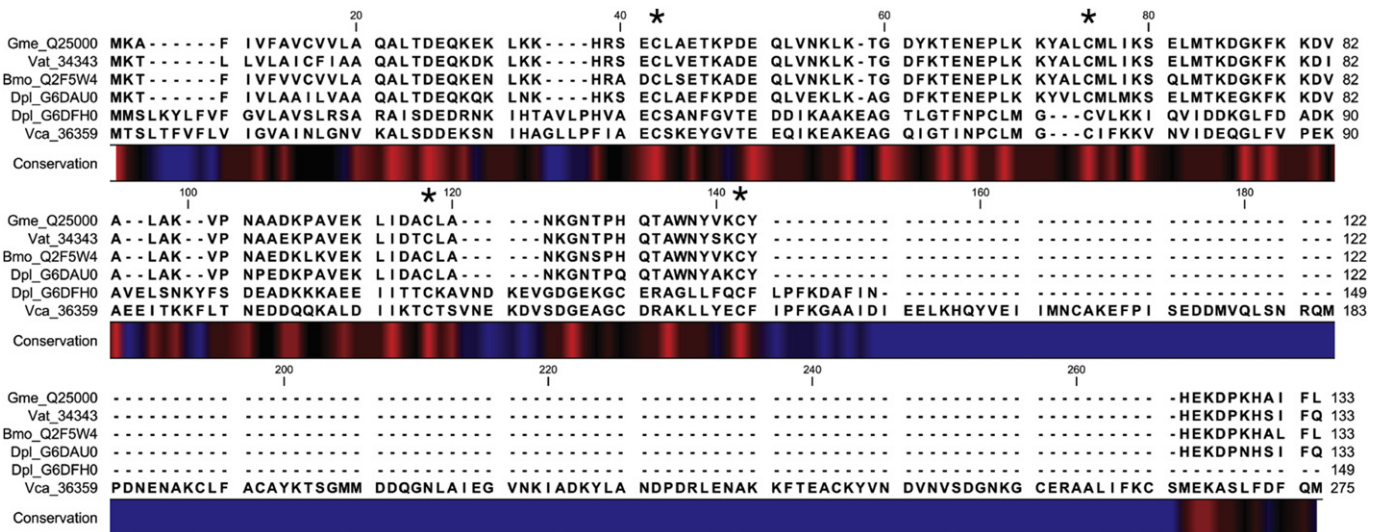 20 * 40 * 60 * 80
Gme_Q25000 MKA------F IVFAVCVVLA QALTDEQKEK LKK----HRS ECLAETKPDE QLVNKLK-TG DYKTENEPLK KYALCMLIKS ELMTKDGKFK KDV 82
Vat_34343 MKT------L LVLAICFIAA QALTDEQKDK LKK----HRS ECVLETKADE QLVNKLK-TG DFKTENEPLK KYALCMLIKS ELMTKDGKFK KDI 82
Bmo_Q2F5W4 MKT------F IVFVVCVVLA QALTDEQKEN LKK----HRA DCLSETKADE QLVNKLK-TG DFKTENEPLK KYALCMLIKS QLMTKDGKFK KDV 82
Dpl_G6DAU0 MKT------F IVLAAILVAA QALTDEQKQK LNK----HKS ECLAEFKPDE QLVEKLK-AG DFKTENEPLK KYVLCMLMKS ELMTKEGKFK KDV 82
Dpl_G6DFH0 MMSLKYLFVF GVLAVSLRSA RAISDEDRNK IHTAVLPHVA ECSANFGVTE DDIKAAKEAG TLGTFNPCLM G---CVLKKI QVIDDKGLFD ADK 90
Vca_36359 MTSLTFVFLV IGVAINLGNV KALSDDEKSN IHAGLLPFIA ECSKEYGVTE EQIKEAKEAG QIGTINPCLM G---CIFKKV NVIDEQGLFV PEK 90
Conservation
100 * 120 140 * 160 180
Gme_Q25000 A--LAK--VP NAADKPAVEK LIDACLA--- ---NKGNTPH QTAWNYVKCY ---------- ---------- ---------- ---------- --- 122
Vat_34343 A--LAK--VP NAAEKPAVEK LIDTCLA--- ---NKGNTPH QTAWNYSKCY ---------- ---------- ---------- ---------- --- 122
Bmo_Q2F5W4 A--LAK--VP NAEDKLKVEK LIDACLA--- ---NKGNSPH QTAWNYVKCY ---------- ---------- ---------- ---------- --- 122
Dpl_G6DAU0 A--LAK--VP NPEDKPAVEK LIDACLA--- ---NKGNTPQ QTAWNYAKCY ---------- ---------- ---------- ---------- --- 122
Dpl_G6DFH0 AVELSNKYFS DEADKKKAEE IITTCKAVND KEVGDGEKGC ERAGLLFQCF LPFKDAFIN- ---------- ---------- ---------- --- 149
Vca_36359 AEEITKKFLT NEDDQQKALD IIKTCTSVNE KDVSDGEAGC DRAKLLYECF IPFKGAAIDI EELKHQYVEI IMNCAKEFPI SEDDMVQLSN RQM 183
Conservation
200 220 240 260
Gme_Q25000 ---------- ---------- ---------- ---------- ---------- ---------- ---------- ---------- -HEKDPKHAI FL 133
Vat_34343 ---------- ---------- ---------- ---------- ---------- ---------- ---------- ---------- -HEKDPKHSI FQ 133
Bmo_Q2F5W4 ---------- ---------- ---------- ---------- ---------- ---------- ---------- ---------- -HEKDPKHAL FL 133
Dpl_G6DAU0 ---------- ---------- ---------- ---------- ---------- ---------- ---------- ---------- -HEKDPNHSI FQ 133
Dpl_G6DFH0 ---------- ---------- ---------- ---------- ---------- ---------- ---------- ---------- ---------- -- 149
Vca_36359 PDNENAKCLF ACAYKTSGMM DDQGNLAIEG VNKIADKYLA NDPDRLENAK KFTEACKYVN DVNVSDGNKG CERAALIFKC SMEKASLFDF QM 275
Conservation